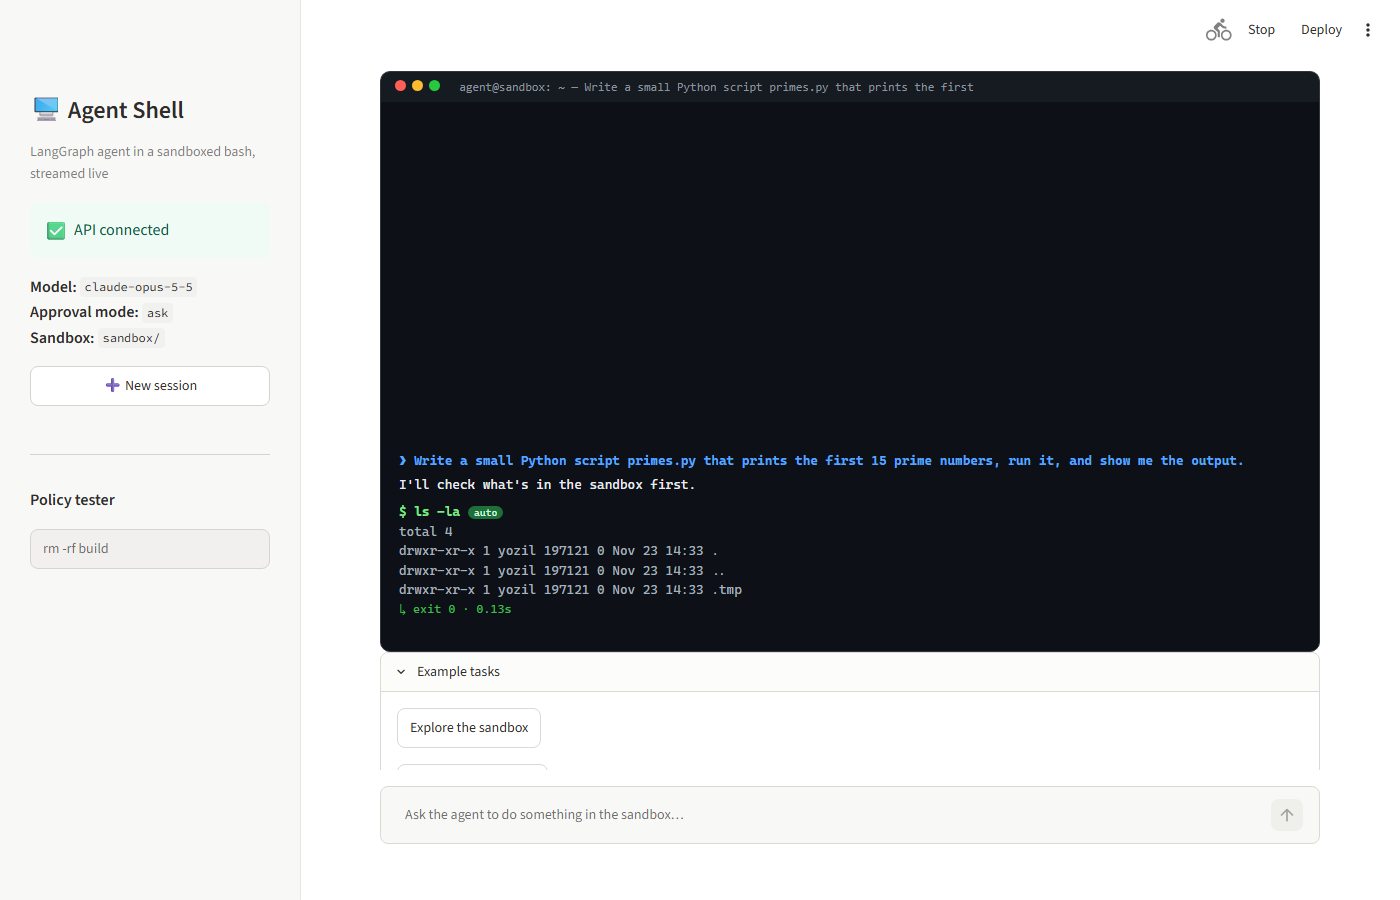 Stop
Deploy
Agent Shell
LangGraph agent in a sandboxed bash,
streamed live
API connected
Model: claude-opus-5-5
Approval mode: ask
Sandbox: sandbox/
New session
Policy tester
rm -rf build
agent@sandbox: ~ — Write a small Python script primes.py that prints the first
❯ Write a small Python script primes.py that prints the first 15 prime numbers, run it, and show me the output.
I'll check what's in the sandbox first.
$ ls -la auto
total 4
drwxr-xr-x 1 yozil 197121 0 Nov 23 14:33 .
drwxr-xr-x 1 yozil 197121 0 Nov 23 14:33 ..
drwxr-xr-x 1 yozil 197121 0 Nov 23 14:33 .tmp
↳ exit 0 · 0.13s
Example tasks
Explore the sandbox
Ask the agent to do something in the sandbox…